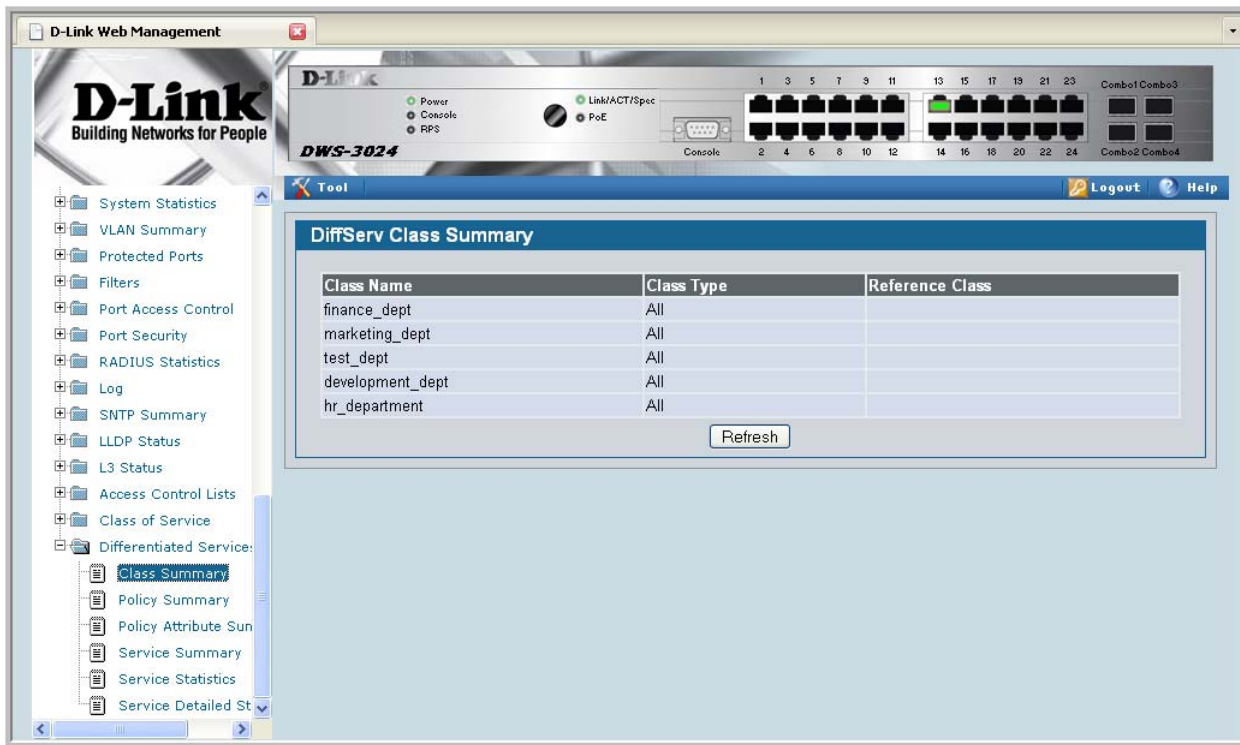 D-Link Web Management
D-Link
Building Networks for People
D-Link
Power
Console
RPS
Link/ACT/Spec
PoE
DWS-3024
Console
1 3 5 7 9 11 13 15 17 19 21 23 Combo1 Combo3
2 4 6 8 10 12 14 16 18 20 22 24 Combo2 Combo4
Tool
Logout
Help
System Statistics
VLAN Summary
Protected Ports
Filters
Port Access Control
Port Security
RADIUS Statistics
Log
SNTP Summary
LLDP Status
L3 Status
Access Control Lists
Class of Service
Differentiated Services
Class Summary
Policy Summary
Policy Attribute Sun
Service Summary
Service Statistics
Service Detailed St
DiffServ Class Summary
Class Name Class Type Reference Class
finance_dept All
marketing_dept All
test_dept All
development_dept All
hr_department All
Refresh